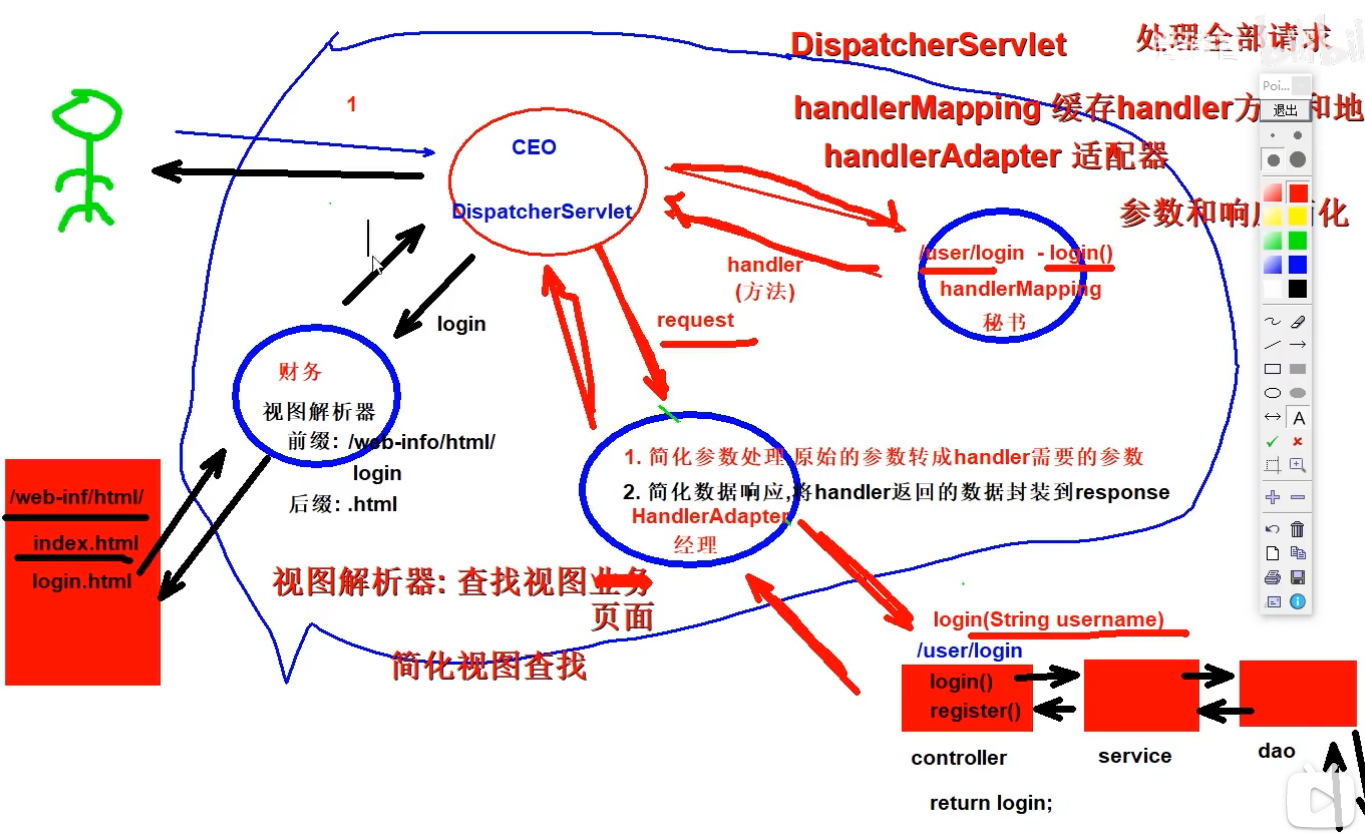 DispatcherServlet 处理全部请求
handlerMapping 缓存handler方 和地
handlerAdapter 适配器
参数和响应 化
Poi...
退出
1
CEO
DispatcherServlet
/user/login - login()
handlerMapping
秘书
handler
(方法)
request
login
财务
视图解析器
前缀: /web-info/html/
login
后缀: .html
1. 简化参数处理 原始的参数转成handler需要的参数
2. 简化数据响应,将handler返回的数据封装到response
HandlerAdapter
经理
/web-inf/html/
index.html
login.html
视图解析器: 查找视图业务
页面
简化视图查找
login(String username)
/user/login
login()
register()
controller
service
dao
return login;
A